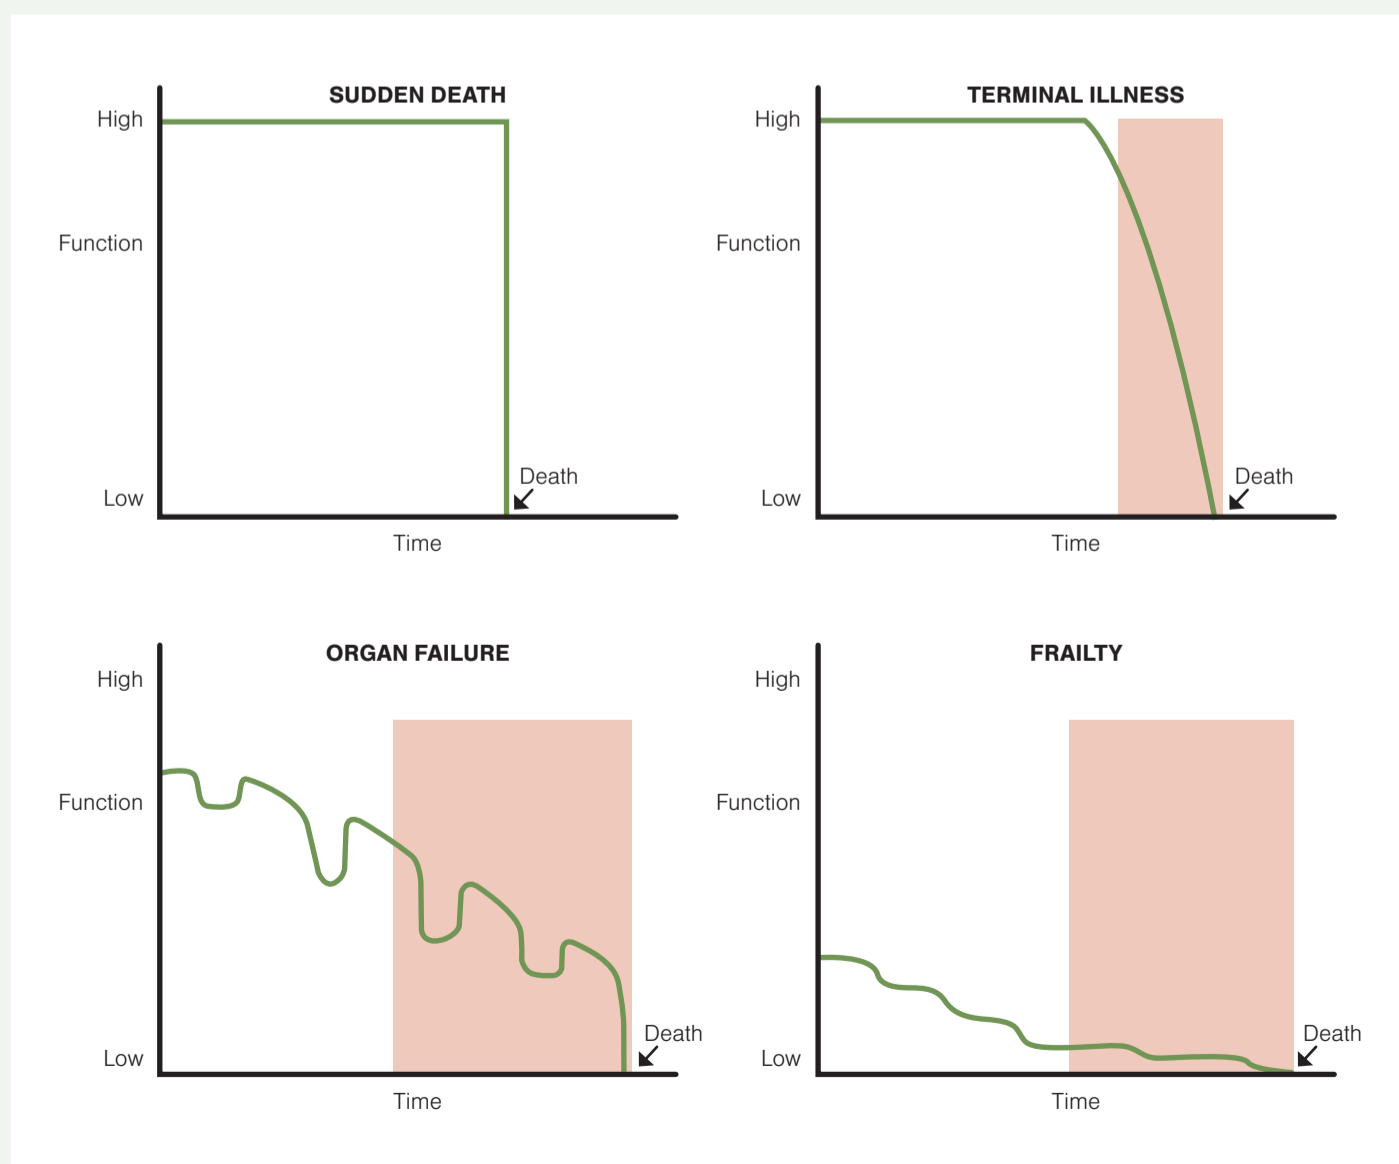 SUDDEN DEATH
High
Function
Low
Death
Time
TERMINAL ILLNESS
High
Function
Low
Death
Time
ORGAN FAILURE
High
Function
Low
Death
Time
FRAILTY
High
Function
Low
Death
Time